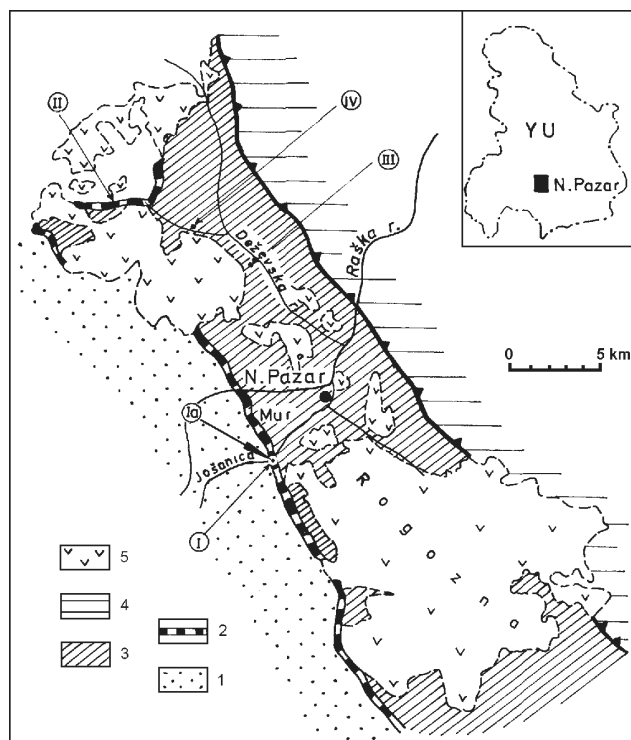 II
IV
III
YU
N.Pazar
Raška r.
Deževska r.
0 5 km
N.Pazar
Ia
Mur
Jošanica
I
Rogozna
5
4
2
3
1